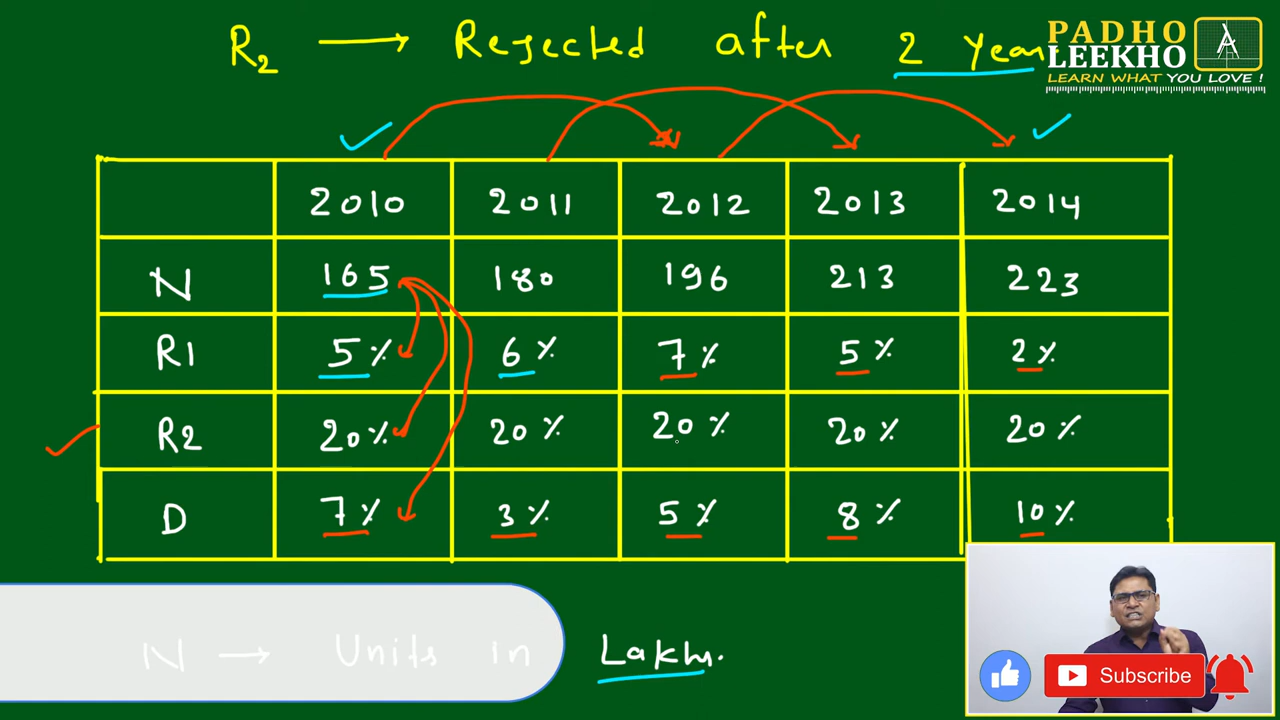 R2 → Rejected after 2 year
PADHO
LEEKHO
LEARN WHAT YOU LOVE !
2010 2011 2012 2013 2014
N 165 180 196 213 223
R1 5% 6% 7% 5% 2%
R2 20% 20% 20% 20% 20%
D 7% 3% 5% 8% 10%
N → Units in Lakh.
Subscribe